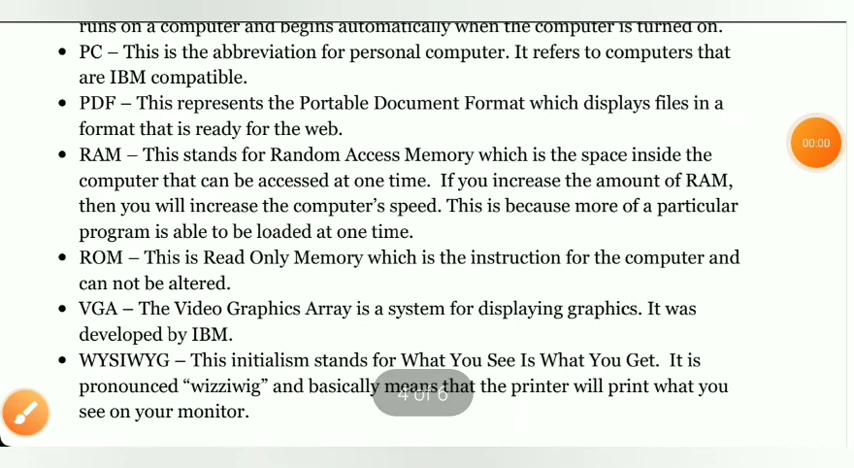 runs on a computer and begins automatically when the computer is turned on.
• PC – This is the abbreviation for personal computer. It refers to computers that
are IBM compatible.
• PDF – This represents the Portable Document Format which displays files in a
format that is ready for the web.
• RAM – This stands for Random Access Memory which is the space inside the
computer that can be accessed at one time.  If you increase the amount of RAM,
then you will increase the computer’s speed. This is because more of a particular
program is able to be loaded at one time.
• ROM – This is Read Only Memory which is the instruction for the computer and
can not be altered.
• VGA – The Video Graphics Array is a system for displaying graphics. It was
developed by IBM.
• WYSIWYG – This initialism stands for What You See Is What You Get.  It is
pronounced “wizziwig” and basically means that the printer will print what you
see on your monitor.
4 of 6
00:00